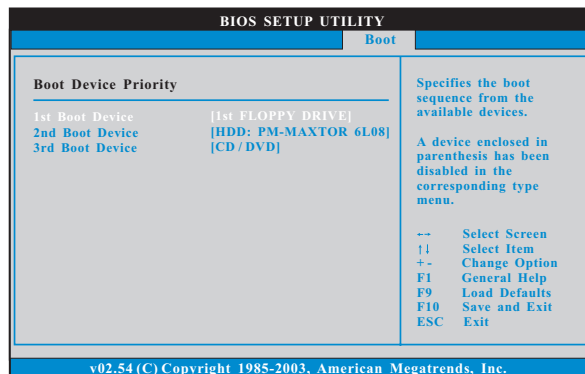 BIOS SETUP UTILITY
Boot
Boot Device Priority
1st Boot Device [1st FLOPPY DRIVE]
2nd Boot Device [HDD: PM-MAXTOR 6L08]
3rd Boot Device [CD / DVD]
Specifies the boot
sequence from the
available devices.
A device enclosed in
parenthesis has been
disabled in the
corresponding type
menu.
←→ Select Screen
↑↓ Select Item
+ - Change Option
F1 General Help
F9 Load Defaults
F10 Save and Exit
ESC Exit
v02.54 (C) Copyright 1985-2003, American Megatrends, Inc.